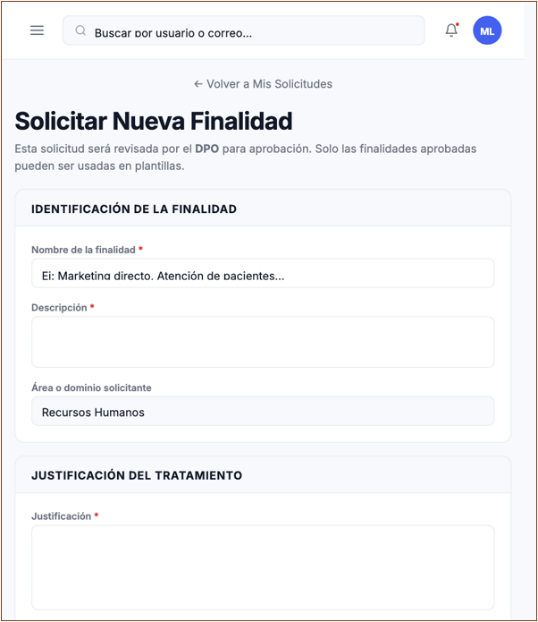 Buscar por usuario o correo...
ML
← Volver a Mis Solicitudes
Solicitar Nueva Finalidad
Esta solicitud será revisada por el DPO para aprobación. Solo las finalidades aprobadas
pueden ser usadas en plantillas.
IDENTIFICACIÓN DE LA FINALIDAD
Nombre de la finalidad *
Ej: Marketing directo, Atención de pacientes...
Descripción *
Área o dominio solicitante
Recursos Humanos
JUSTIFICACIÓN DEL TRATAMIENTO
Justificación *